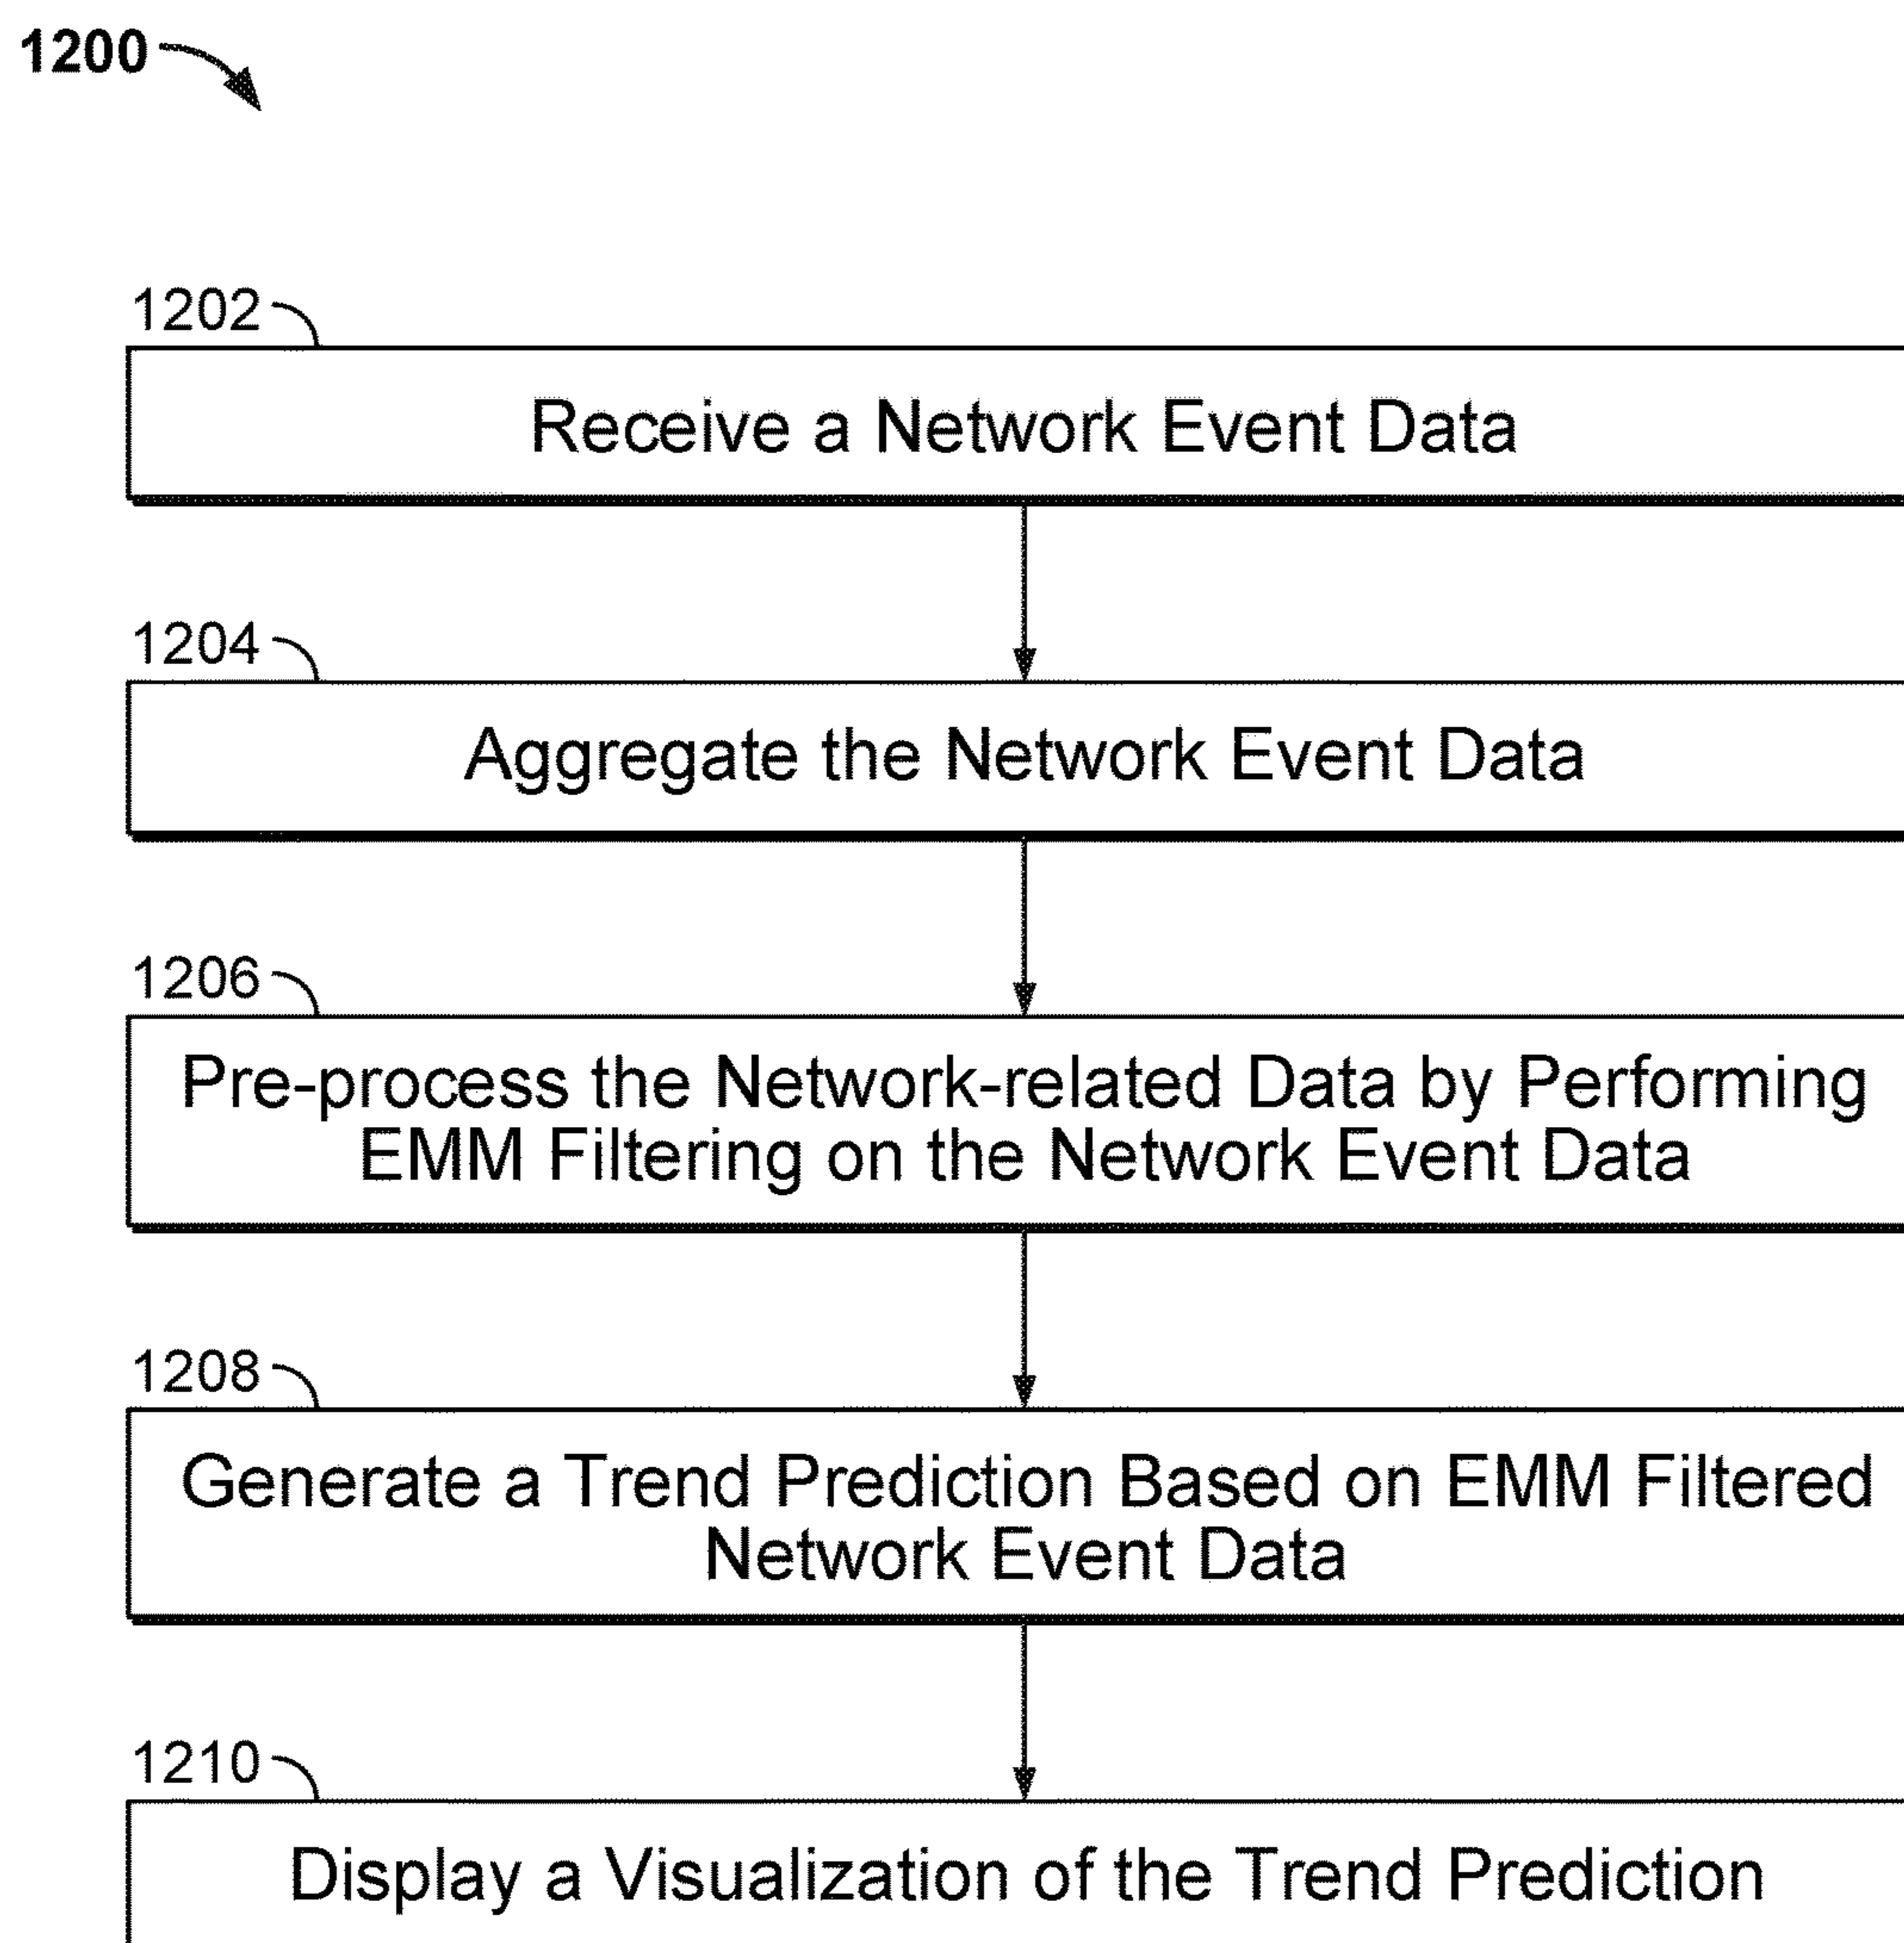 1200
1202
Receive a Network Event Data
1204
Aggregate the Network Event Data
1206
Pre-process the Network-related Data by Performing
EMM Filtering on the Network Event Data
1208
Generate a Trend Prediction Based on EMM Filtered
Network Event Data
1210
Display a Visualization of the Trend Prediction